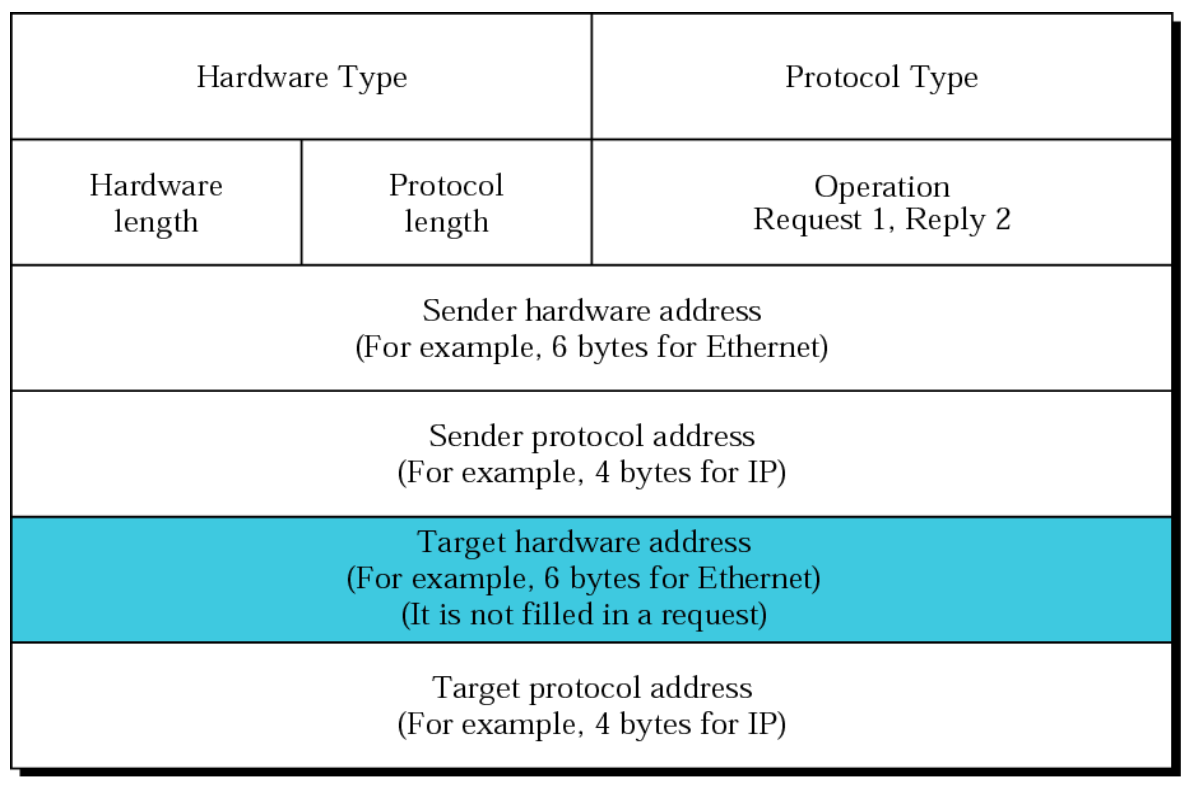 Hardware Type
Protocol Type
Hardware
length
Protocol
length
Operation
Request 1, Reply 2
Sender hardware address
(For example, 6 bytes for Ethernet)
Sender protocol address
(For example, 4 bytes for IP)
Target hardware address
(For example, 6 bytes for Ethernet)
(It is not filled in a request)
Target protocol address
(For example, 4 bytes for IP)